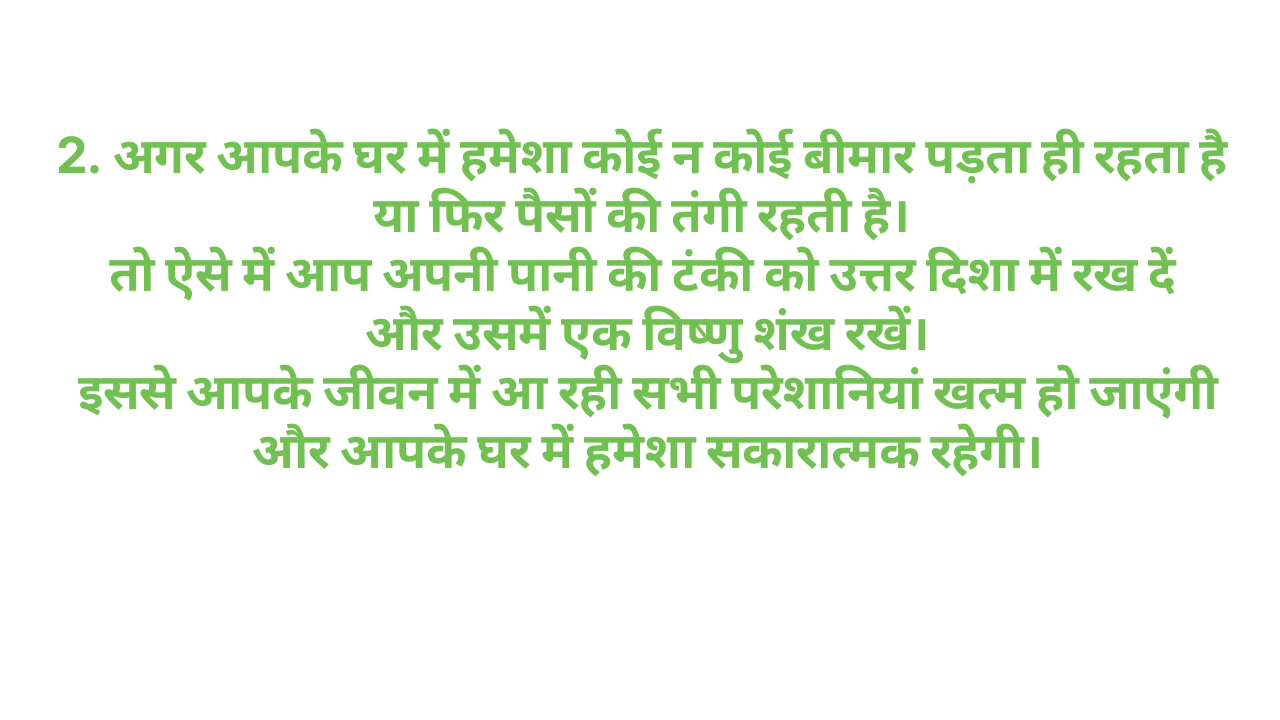 2. अगर आपके घर में हमेशा कोई न कोई बीमार पड़ता ही रहता है
या फिर पैसों की तंगी रहती है।
तो ऐसे में आप अपनी पानी की टंकी को उत्तर दिशा में रख दें
और उसमें एक विष्णु शंख रखें।
इससे आपके जीवन में आ रही सभी परेशानियां खत्म हो जाएंगी
और आपके घर में हमेशा सकारात्मक रहेगी।